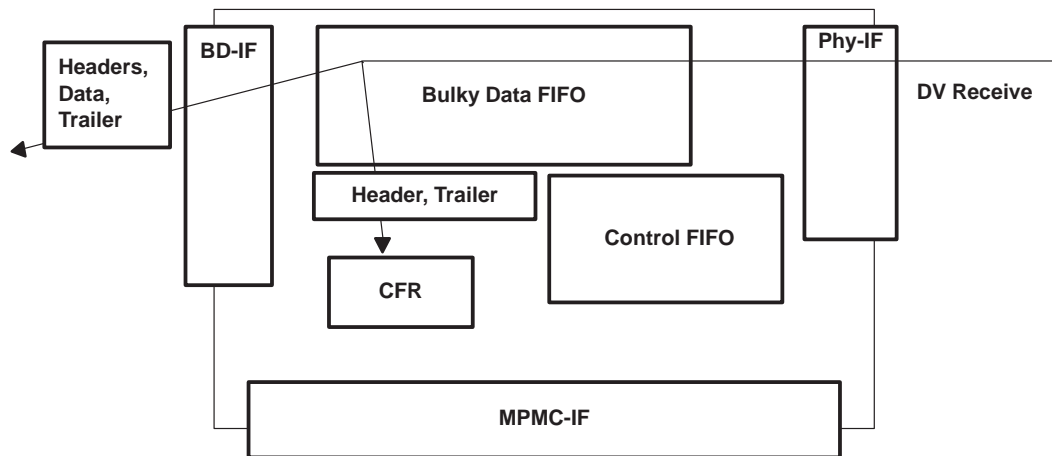 BD-IF
Phy-IF
Headers,
Data,
Trailer
Bulky Data FIFO
DV Receive
Header, Trailer
Control FIFO
CFR
MPMC-IF